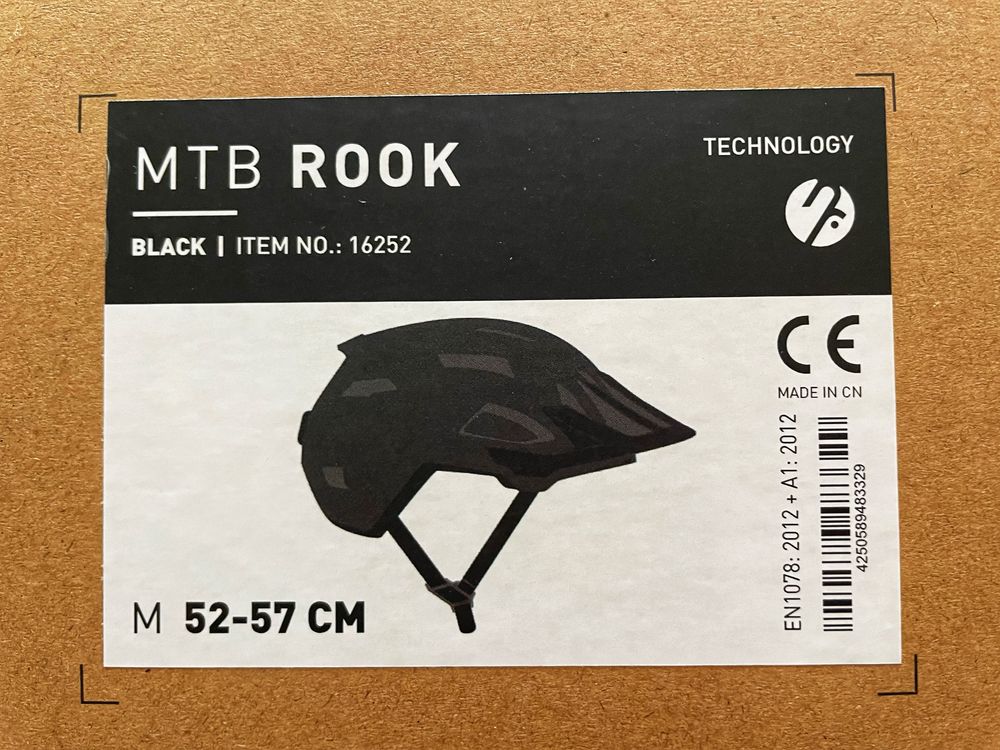 MTB ROOK
BLACK | ITEM NO.: 16252
TECHNOLOGY
CE
MADE IN CN
EN1078: 2012 + A1: 2012
4250589483329
M 52-57 CM